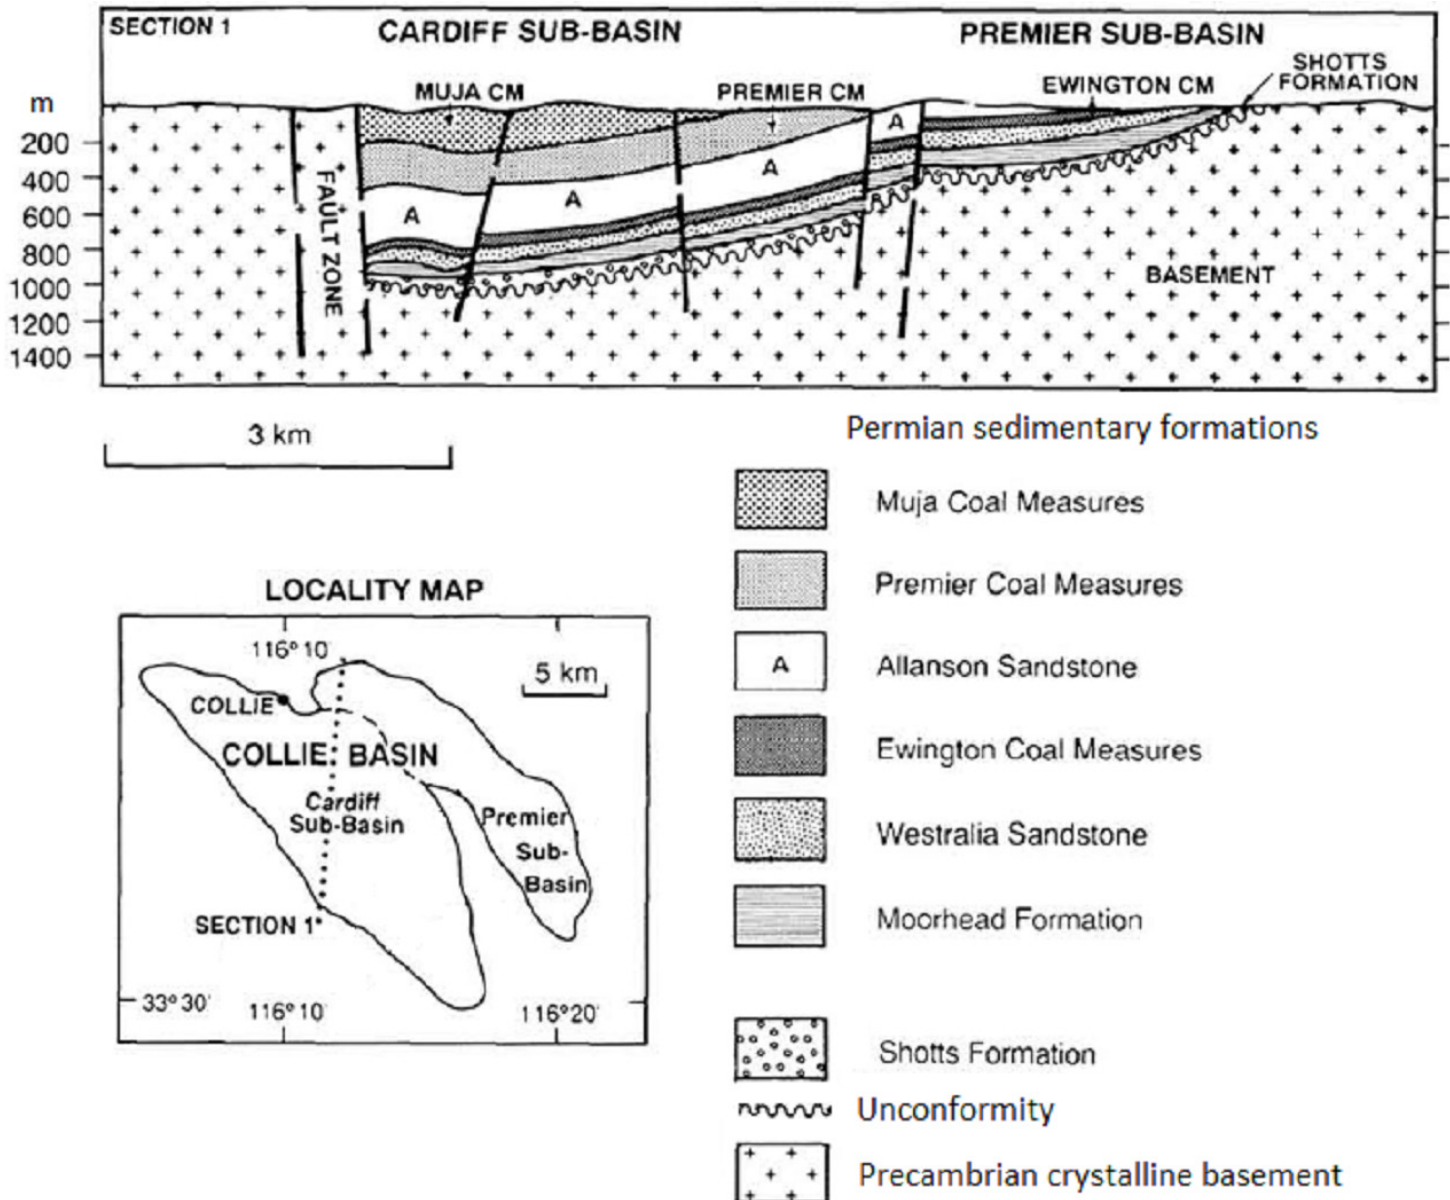 SECTION 1
CARDIFF SUB-BASIN
PREMIER SUB-BASIN
SHOTTS
FORMATION
MUJA CM
PREMIER CM
EWINGTON CM
m
200
400
600
800
1000
1200
1400
FAULT ZONE
A
A
A
A
BASEMENT
3 km
Permian sedimentary formations
Muja Coal Measures
Premier Coal Measures
A Allanson Sandstone
Ewington Coal Measures
Westralia Sandstone
Moorhead Formation
Shotts Formation
Unconformity
Precambrian crystalline basement
LOCALITY MAP
116° 10'
5 km
COLLIE
COLLIE BASIN
Cardiff
Sub-Basin
Premier
Sub-
Basin
SECTION 1
33° 30'
116° 10'
116° 20'